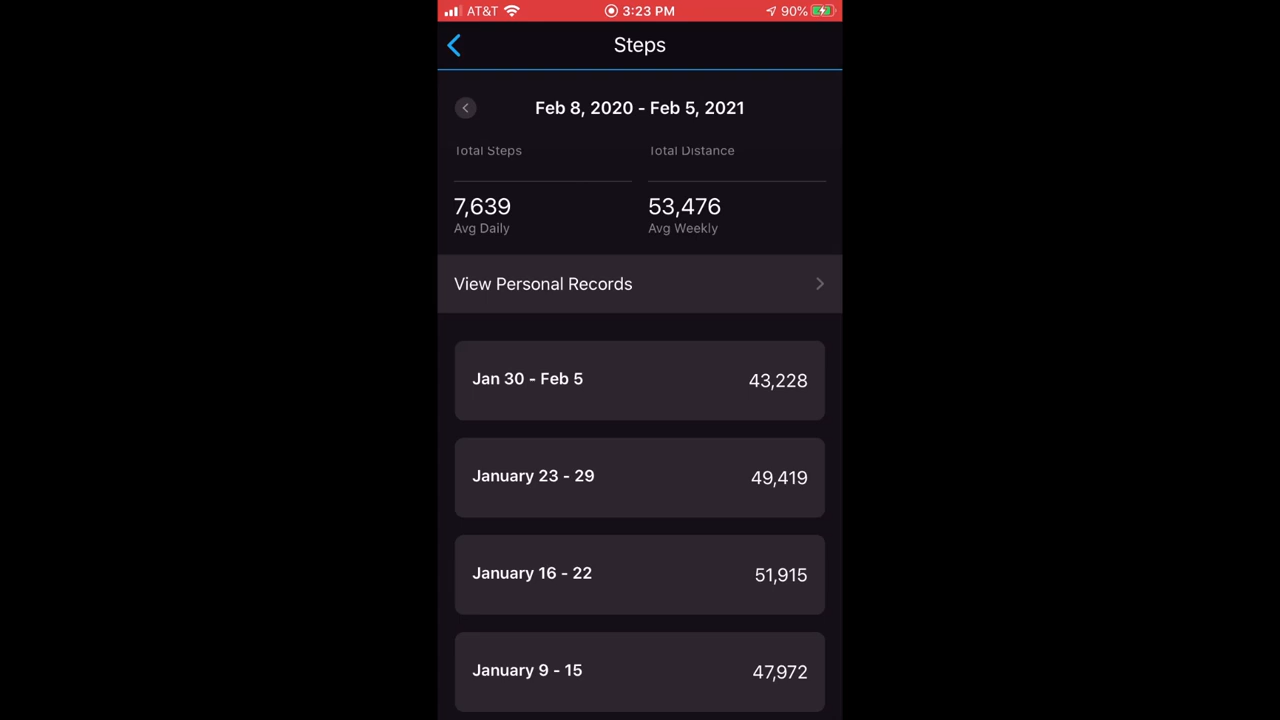 AT&T 3:23 PM 90%
Steps
Feb 8, 2020 - Feb 5, 2021
Total Steps Total Distance
7,639 53,476
Avg Daily Avg Weekly
View Personal Records
Jan 30 - Feb 5 43,228
January 23 - 29 49,419
January 16 - 22 51,915
January 9 - 15 47,972